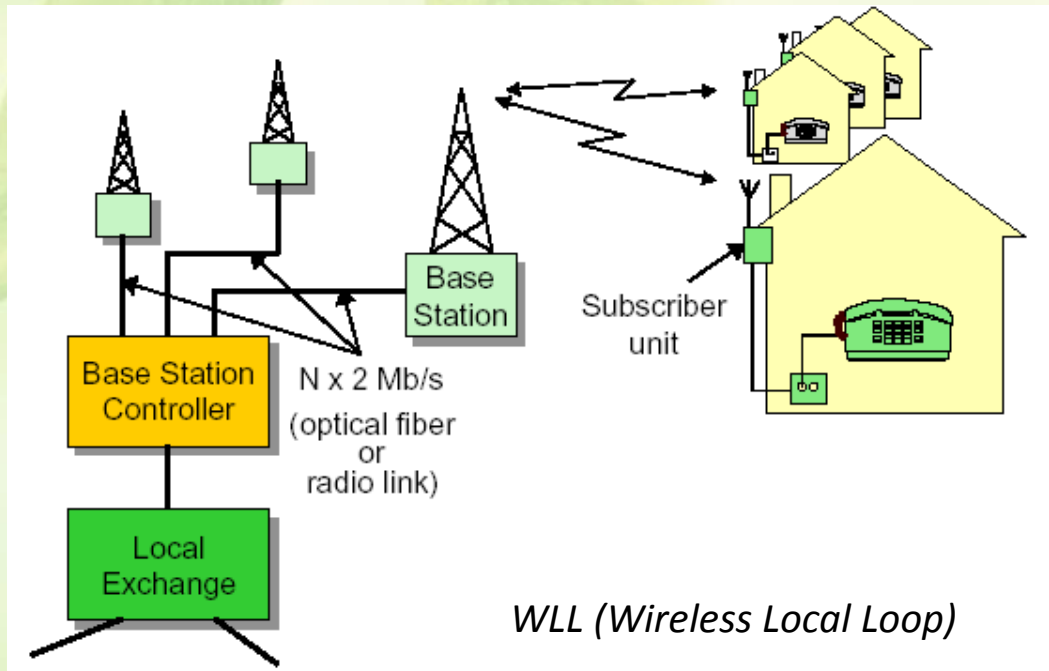 Base
Station
Subscriber
unit
Base Station
Controller
N x 2 Mb/s
(optical fiber
or
radio link)
Local
Exchange
WLL (Wireless Local Loop)